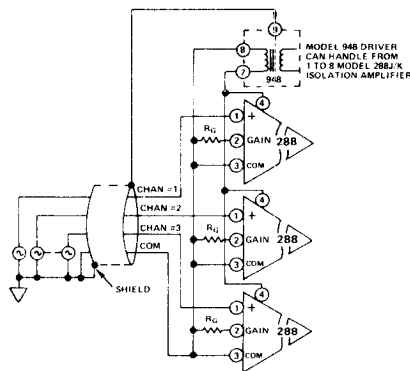 9
8
7
948
MODEL 948 DRIVER
CAN HANDLE FROM
1 TO 8 MODEL 288J/K
ISOLATION AMPLIFIER
4
1
+
RG
2
GAIN
288
3
COM
CHAN #1
CHAN #2
CHAN #3
COM
SHIELD
4
1
+
RG
2
GAIN
288
3
COM
4
1
+
RG
2
GAIN
288
3
COM